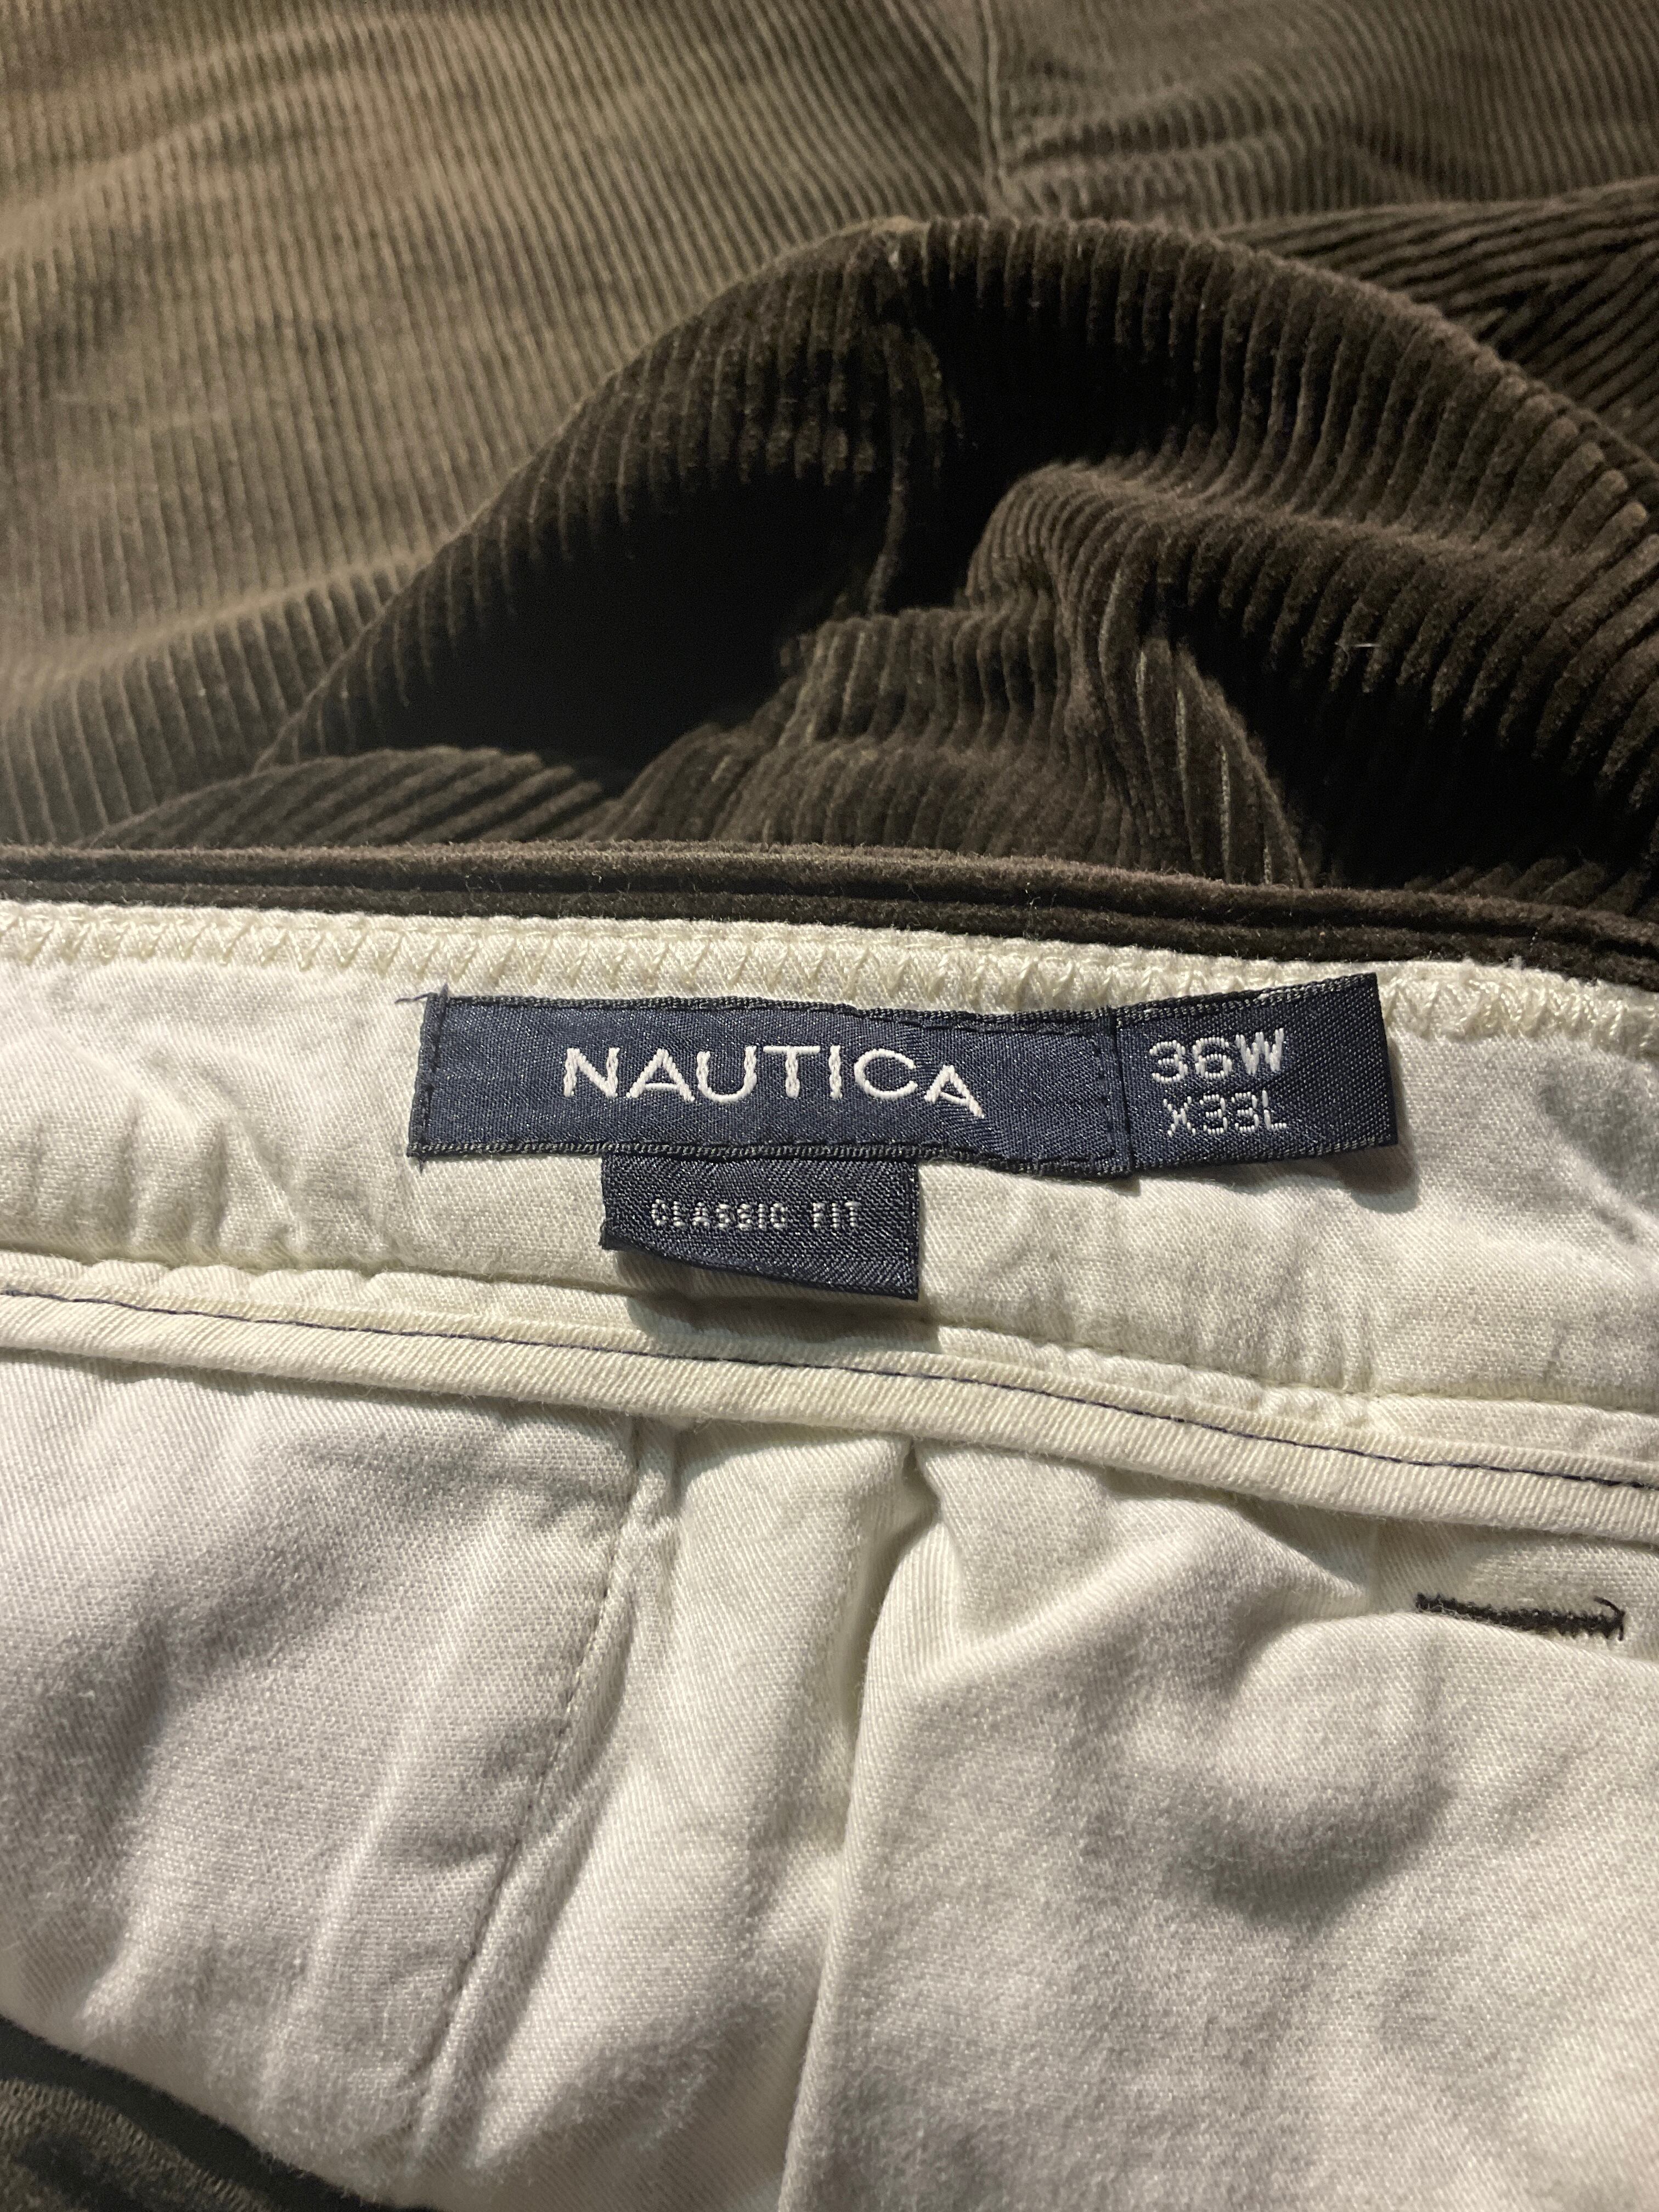 NAUTICA
36W
X33L
CLASSIC FIT